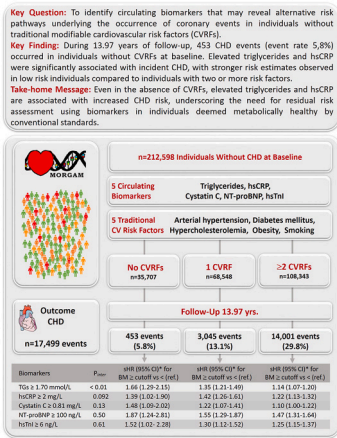 Key Question: To identify circulating biomarkers that may reveal alternative risk
pathways underlying the occurrence of coronary events in individuals without
traditional modifiable cardiovascular risk factors (CVRFs).
Key Finding: During 13.97 years of follow-up, 453 CHD events (event rate 5,8%)
occurred in individuals without CVRFs at baseline. Elevated triglycerides and hsCRP
were significantly associated with incident CHD, with stronger risk estimates observed
in low risk individuals compared to individuals with two or more risk factors.
Take-home Message: Even in the absence of CVRFs, elevated triglycerides and hsCRP
are associated with increased CHD risk, underscoring the need for residual risk
assessment using biomarkers in individuals deemed metabolically healthy by
conventional standards.
MORGAM
n=212,598 Individuals Without CHD at Baseline
5 Circulating Biomarkers
Triglycerides, hsCRP,
Cystatin C, NT-proBNP, hsTnI
5 Traditional CV Risk Factors
Arterial hypertension, Diabetes mellitus,
Hypercholesterolemia, Obesity, Smoking
No CVRFs
n=35,707
1 CVRF
n=68,548
≥2 CVRFs
n=108,343
Follow-Up 13.97 yrs.
Outcome
CHD
n=17,499 events
453 events
(5.8%)
3,045 events
(13.1%)
14,001 events
(29.8%)
Biomarkers Pinter sHR (CI)* for BM ≥ cutoff vs < (ref.) sHR (CI)* for BM ≥ cutoff vs < (ref.) sHR (CI)* for BM ≥ cutoff vs < (ref.)
TGs ≥ 1.70 mmol/L < 0.01 1.66 (1.29-2.15) 1.35 (1.21-1.49) 1.14 (1.07-1.20)
hsCRP ≥ 2 mg/L 0.092 1.39 (1.02-1.90) 1.42 (1.26-1.61) 1.22 (1.13-1.32)
Cystatin C ≥ 0.81 mg/L 0.13 1.48 (1.09-2.02) 1.22 (1.07-1.41) 1.10 (1.00-1.22)
NT-proBNP ≥ 100 ng/L 0.50 1.87 (1.24-2.81) 1.55 (1.29-1.87) 1.47 (1.31-1.64)
hsTnI ≥ 6 ng/L 0.61 1.52 (1.02- 2.28) 1.30 (1.12-1.52) 1.25 (1.15-1.37)